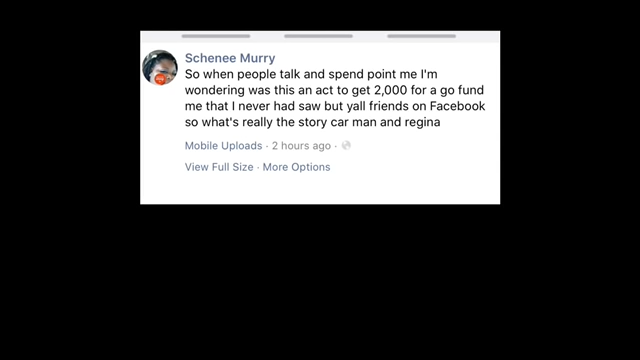 Schenee Murry
So when people talk and spend point me I'm
wondering was this an act to get 2,000 for a go fund
me that I never had saw but yall friends on Facebook
so what's really the story car man and regina
Mobile Uploads · 2 hours ago ·
View Full Size · More Options